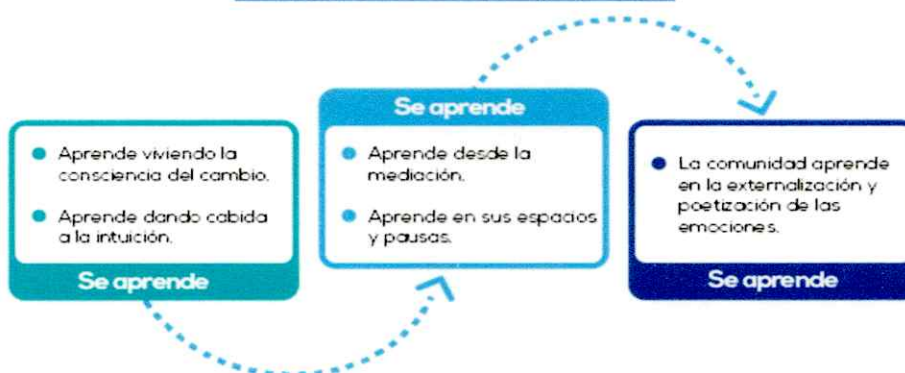 Aprende viviendo la
consciencia del cambio.
Aprende dando cabida
a la intuición.
Se aprende
Se aprende
Aprende desde la
mediación.
Aprende en sus espacios
y pausas.
La comunidad aprende
en la externalización y
poetización de las
emociones.
Se aprende